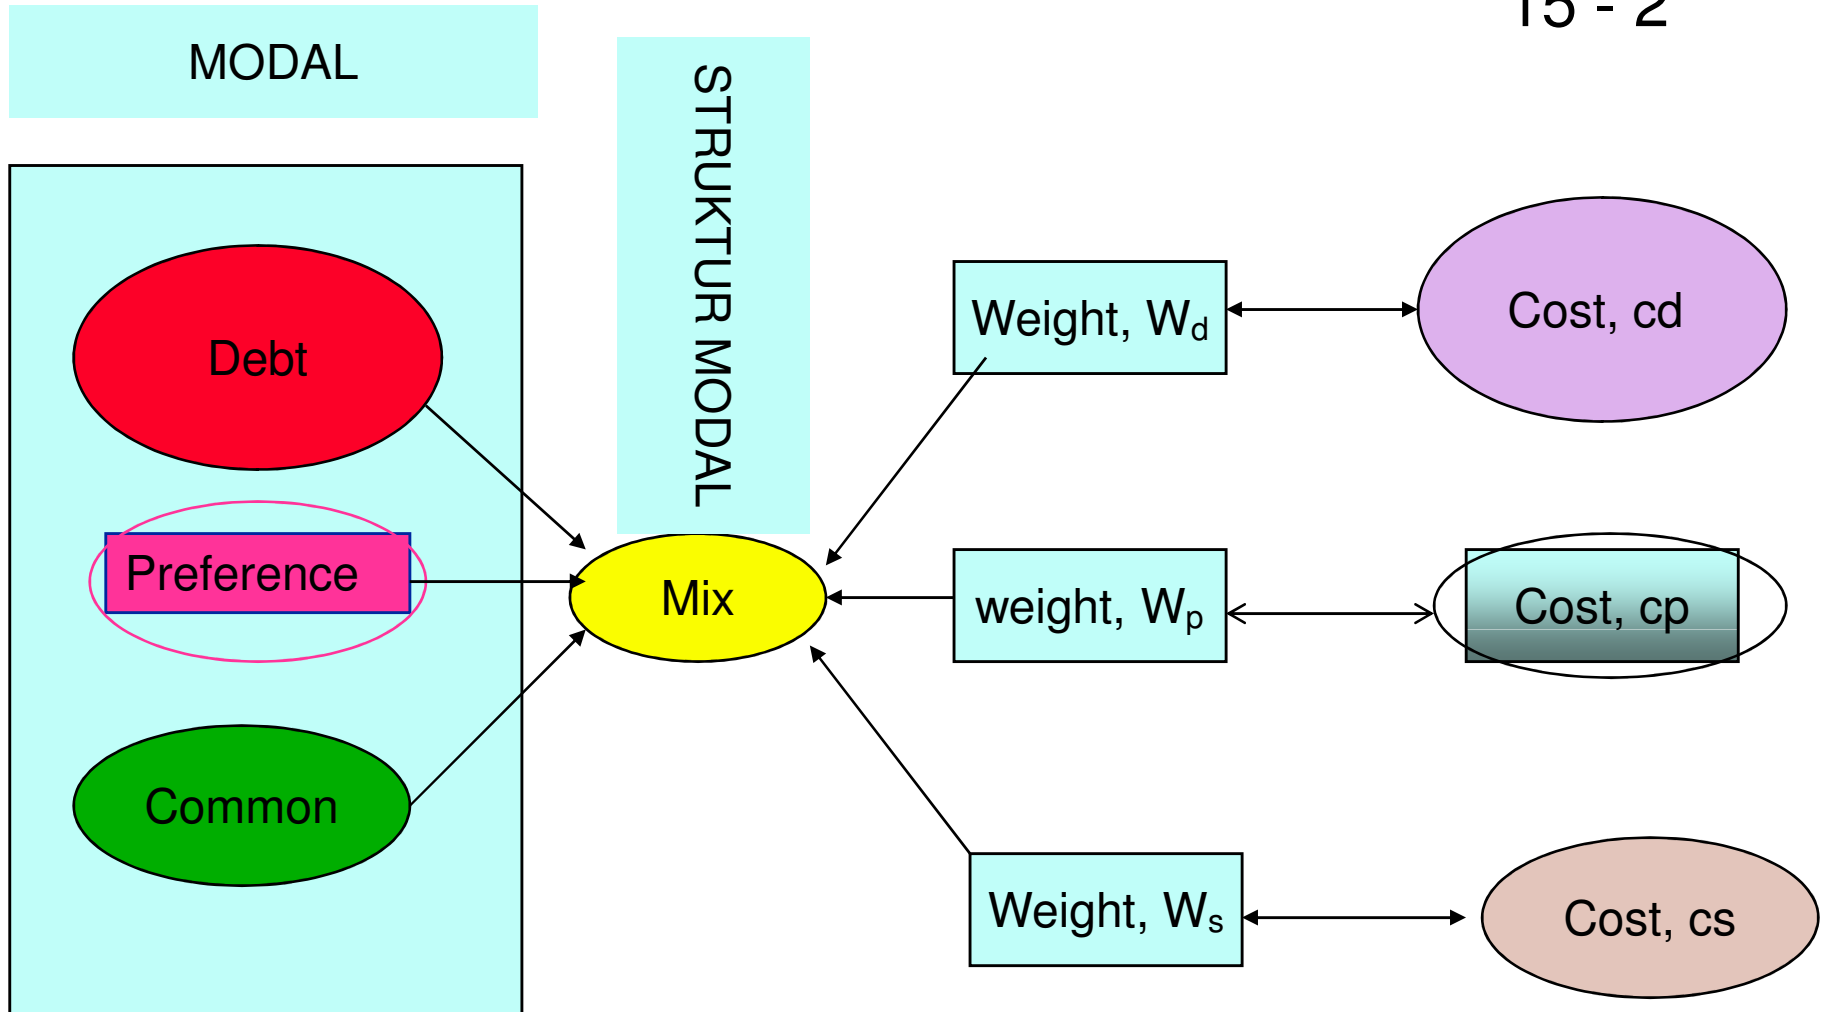 15 - 2
MODAL
STRUKTUR MODAL
Debt
Preference
Common
Mix
Weight, Wd
Cost, cd
weight, Wp
Cost, cp
Weight, Ws
Cost, cs